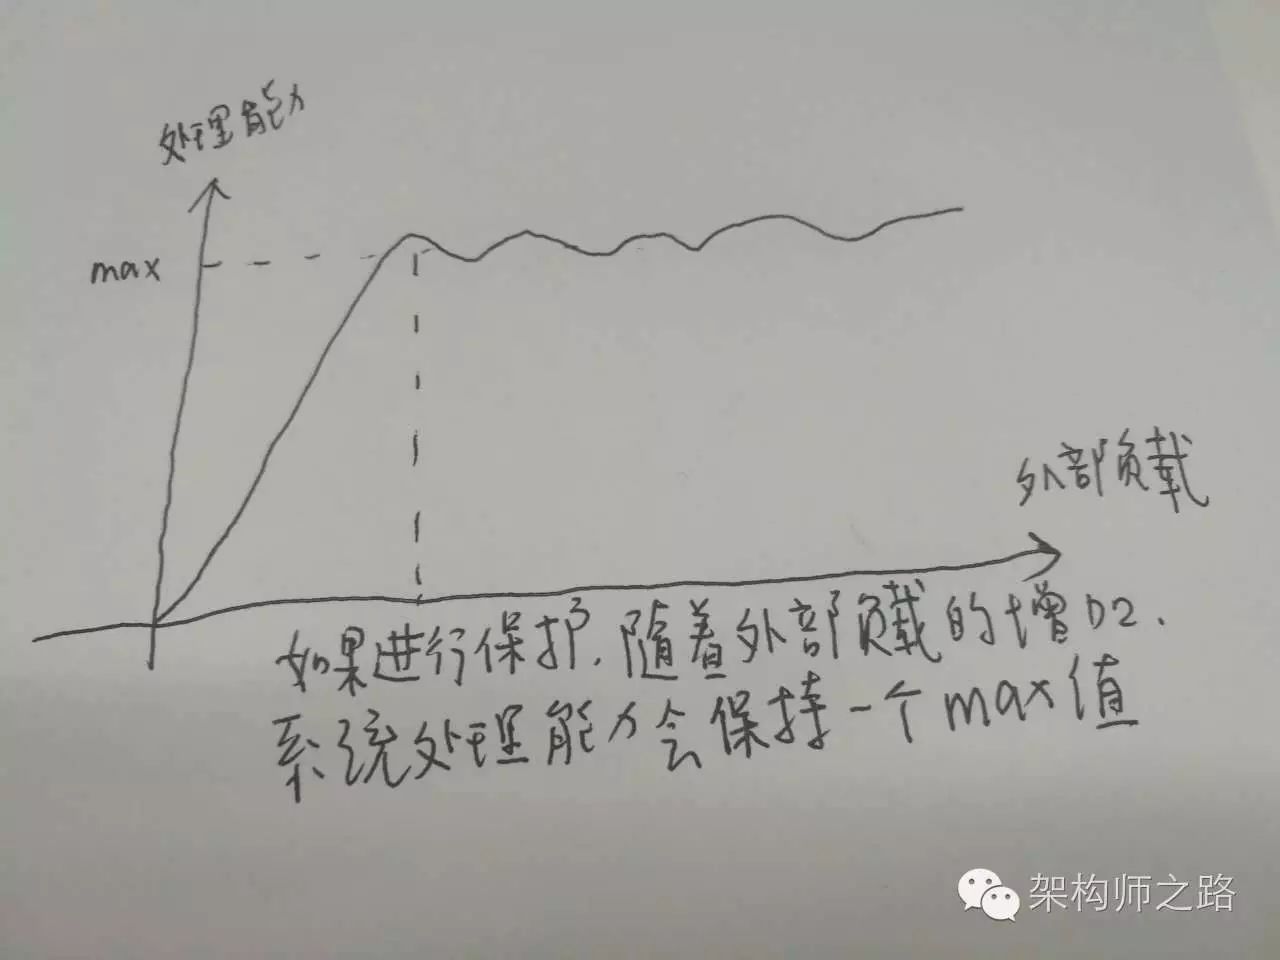 处理能力
max
外部负载
如果进行保护,随着外部负载的增加,
系统处理能力会保持一个max值
架构师之路